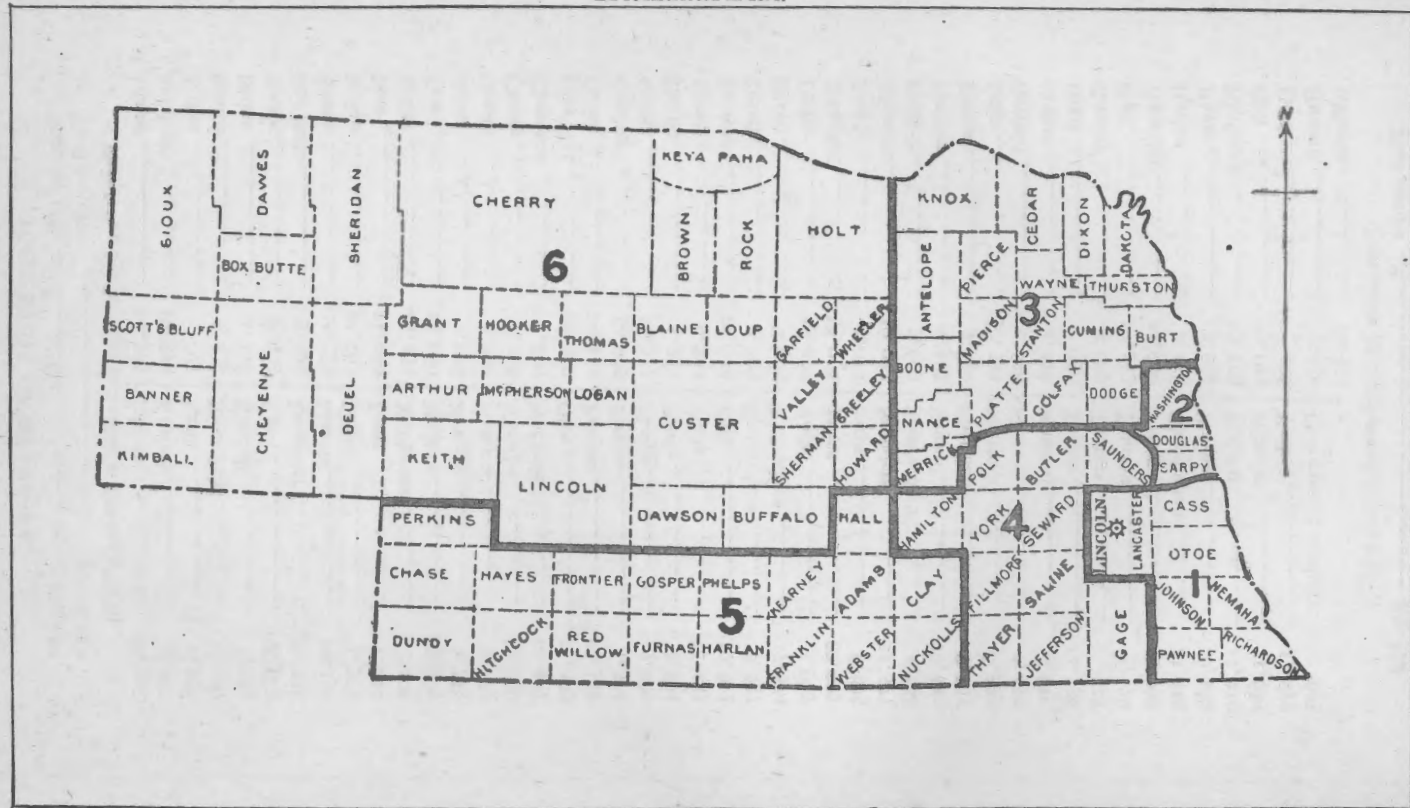 N
SIOUX
DAWES
BOX BUTTE
SHERIDAN
CHERRY
KEYA PAHA
BROWN
ROCK
HOLT
6
SCOTT'S BLUFF
BANNER
KIMBALL
CHEYENNE
DEUEL
GRANT
HOOKER
THOMAS
BLAINE
LOUP
GARFIELD
WHEELER
ARTHUR
MCPHERSON
LOGAN
CUSTER
VALLEY
GREELEY
SHERMAN
HOWARD
KEITH
LINCOLN
DAWSON
BUFFALO
HALL
KNOX
CEDAR
DIXON
DAKOTA
ANTELOPE
PIERCE
WAYNE
THURSTON
3
MADISON
STANTON
CUMING
BURT
BOONE
PLATTE
COLFAX
DODGE
NANCE
MERRICK
WASHINGTON
2
DOUGLAS
SARPY
POLK
BUTLER
SAUNDERS
HAMILTON
YORK
4
SEWARD
LINCOLN.
LANCASTER
CASS
OTOE
1
FILLMORE
SALINE
THAYER
JEFFERSON
GAGE
JOHNSON
NEMAHA
PAWNEE
RICHARDSON
PERKINS
CHASE
HAYES
FRONTIER
GOSPER
PHELPS
KEARNEY
ADAMS
CLAY
5
DUNDY
HITCHCOCK
RED
WILLOW
FURNAS
HARLAN
FRANKLIN
WEBSTER
NUCKOLLS